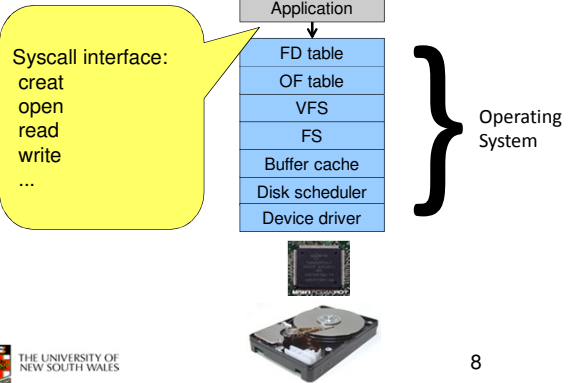 Application
Syscall interface:
creat
open
read
write
...
FD table
OF table
VFS
FS
Buffer cache
Disk scheduler
Device driver
Operating
System
THE UNIVERSITY OF
NEW SOUTH WALES
8